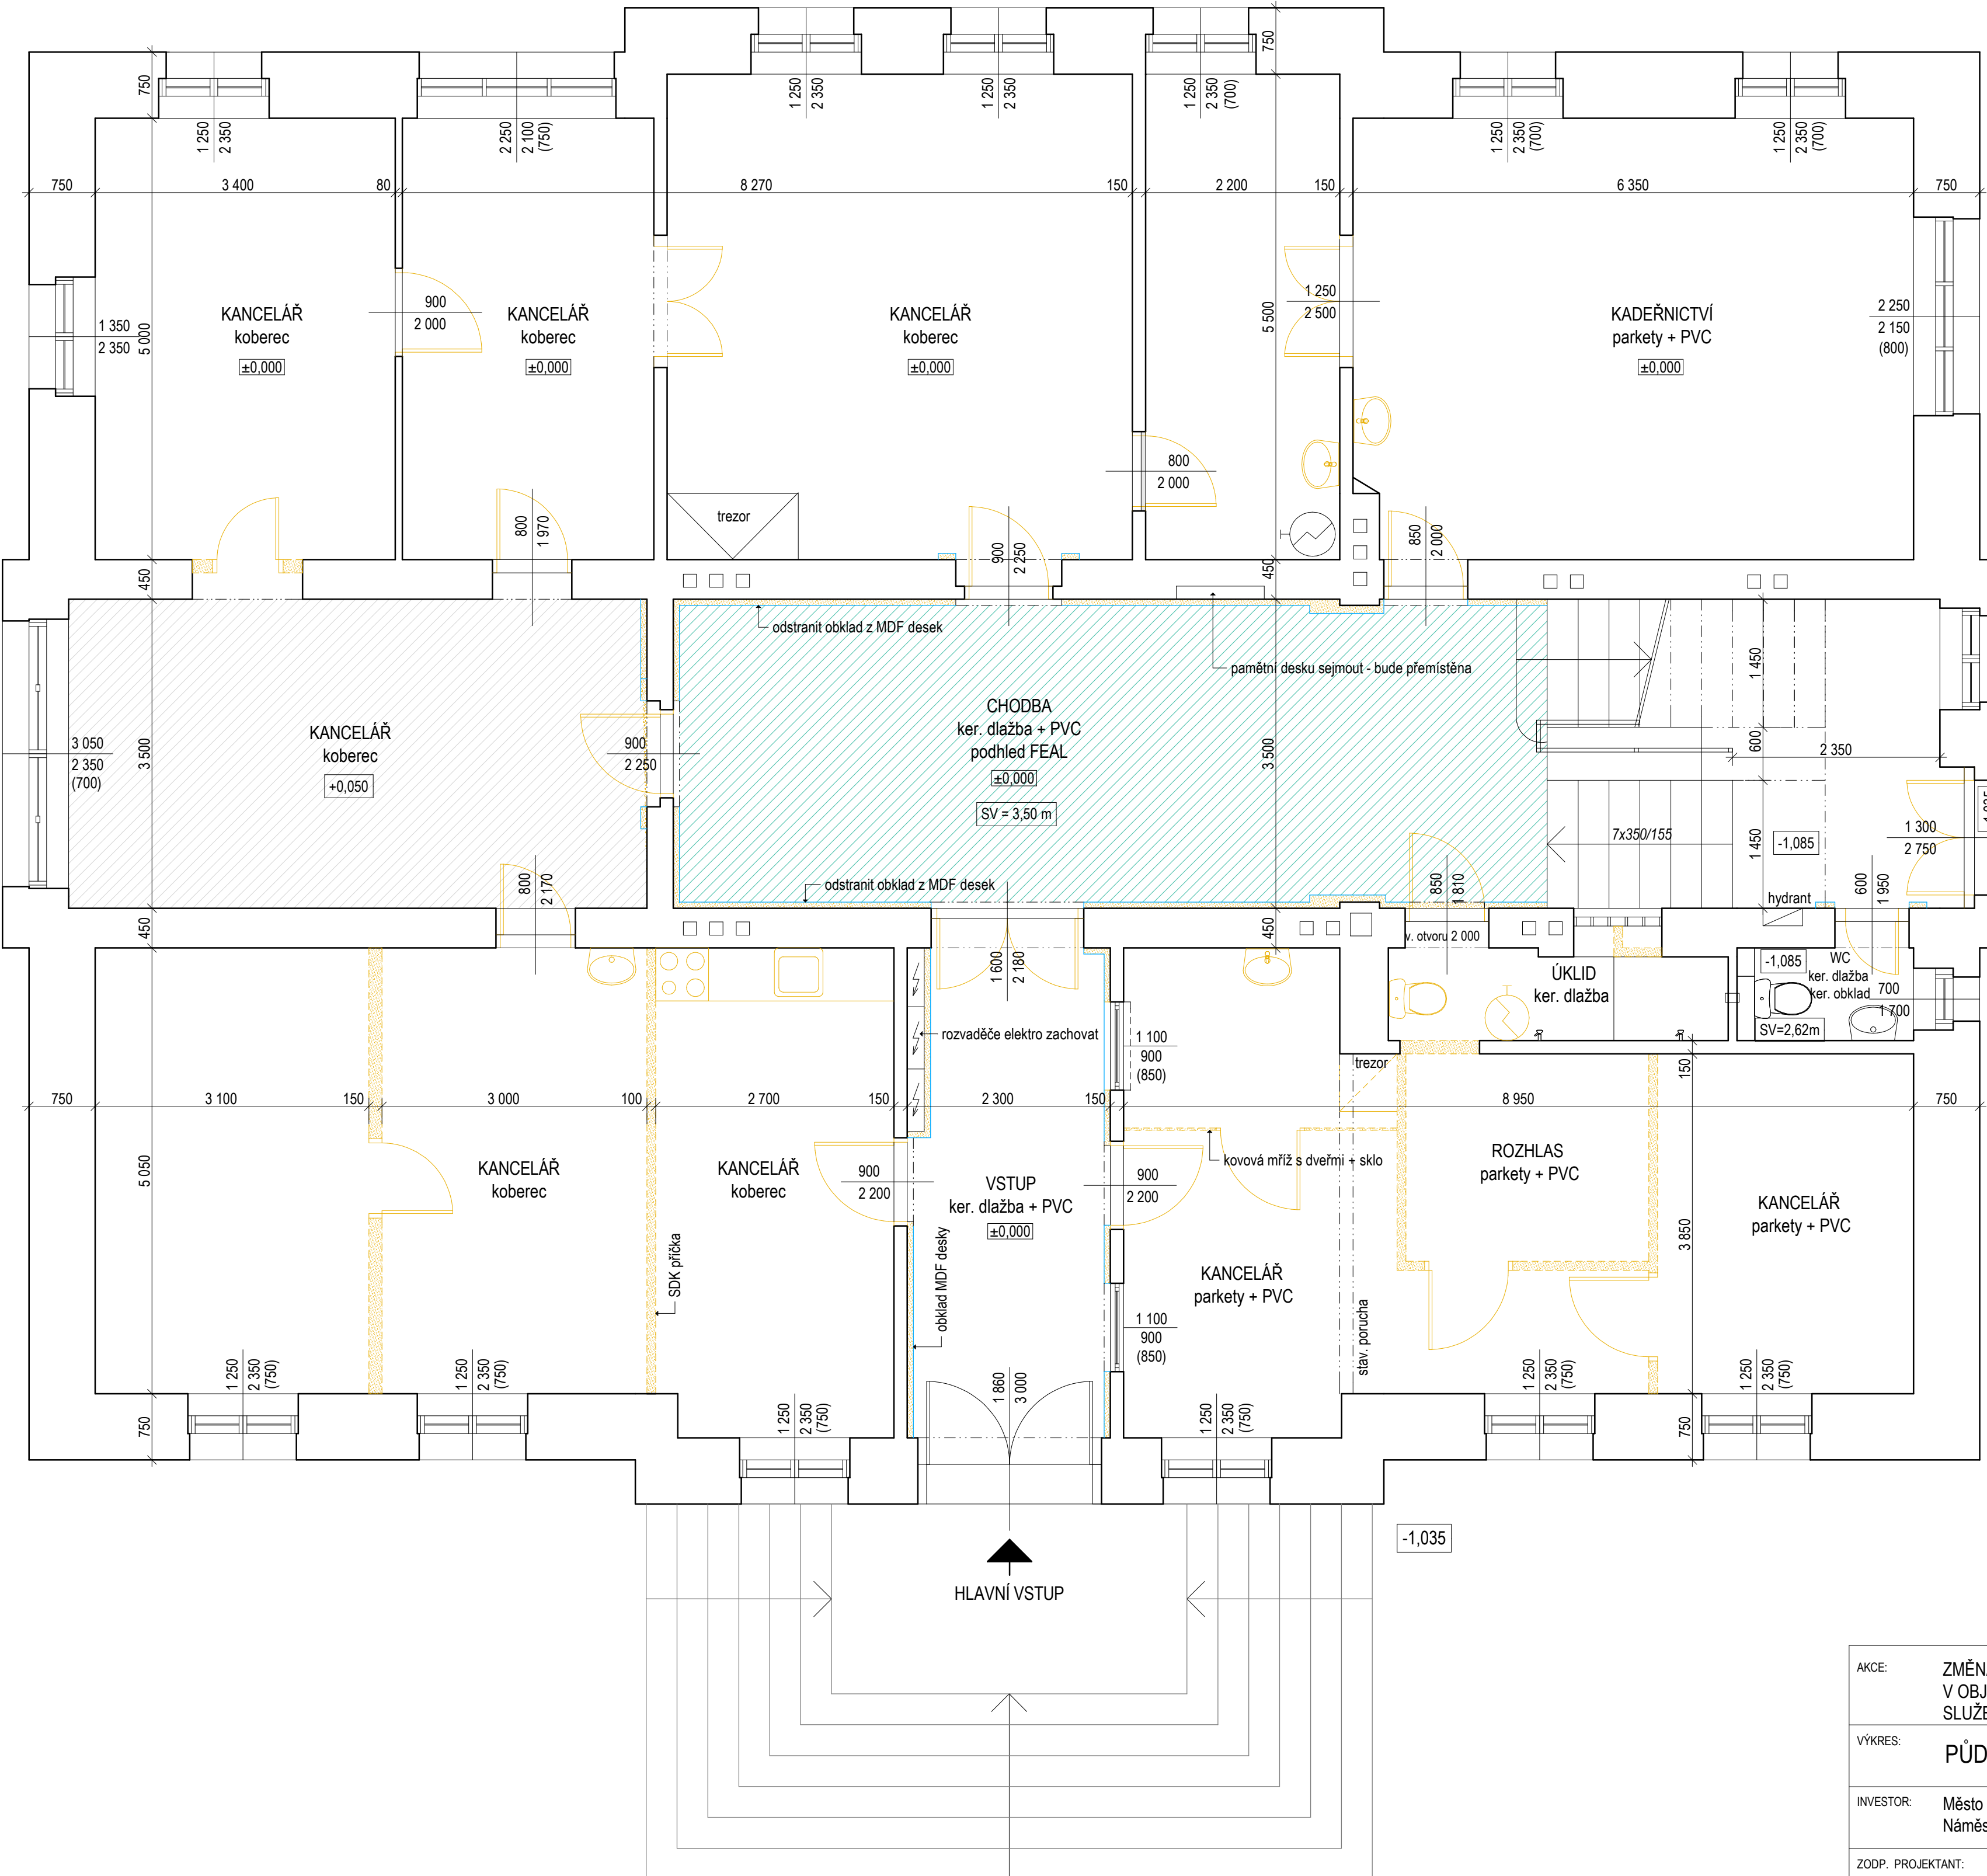 750
1 250
2 350
2 250
2 100
(750)
1 250
2 350
1 250
2 350
1 250
2 350
(700)
750
1 250
2 350
(700)
1 250
2 350
(700)
750
3 400
80
8 270
150
2 200
150
6 350
750
KANCELÁŘ
koberec
±0,000
900
2 000
KANCELÁŘ
koberec
±0,000
KANCELÁŘ
koberec
±0,000
5 500
1 250
2 500
KADEŘNICTVÍ
parkety + PVC
±0,000
2 250
2 150
(800)
1 350
2 350
5 000
800
2 000
trezor
800
1 970
900
2 250
850
2 000
450
450
odstranit obklad z MDF desek
pamětní desku sejmout - bude přemístěna
CHODBA
ker. dlažba + PVC
podhled FEAL
±0,000
SV = 3,50 m
KANCELÁŘ
koberec
+0,050
3 050
2 350
(700)
3 500
900
2 250
3 500
1 450
600
2 350
1 450
7x350/155
-1,085
1 300
2 750
odstranit obklad z MDF desek
800
2 170
850
1 810
hydrant
600
1 950
450
450
1 600
2 180
v. otvoru 2 000
ÚKLID
ker. dlažba
-1,085
WC
ker. dlažba
ker. obklad
SV=2,62m
700
1 700
rozvaděče elektro zachovat
1 100
900
(850)
trezor
150
750
3 100
150
3 000
100
2 700
150
2 300
150
8 950
750
5 050
KANCELÁŘ
koberec
KANCELÁŘ
koberec
900
2 200
VSTUP
ker. dlažba + PVC
±0,000
900
2 200
kovová mříž s dveřmi + sklo
ROZHLAS
parkety + PVC
KANCELÁŘ
parkety + PVC
3 850
SDK příčka
obklad MDF desky
KANCELÁŘ
parkety + PVC
1 100
900
(850)
stav. porucha
1 250
2 350
(750)
1 250
2 350
(750)
1 250
2 350
(750)
1 860
3 000
1 250
2 350
(750)
1 250
2 350
(750)
1 250
2 350
(750)
750
750
-1,035
HLAVNÍ VSTUP
AKCE:
V OBJ
VÝKRES:
INVESTOR:
Město
ZODP. PROJEKTANT: